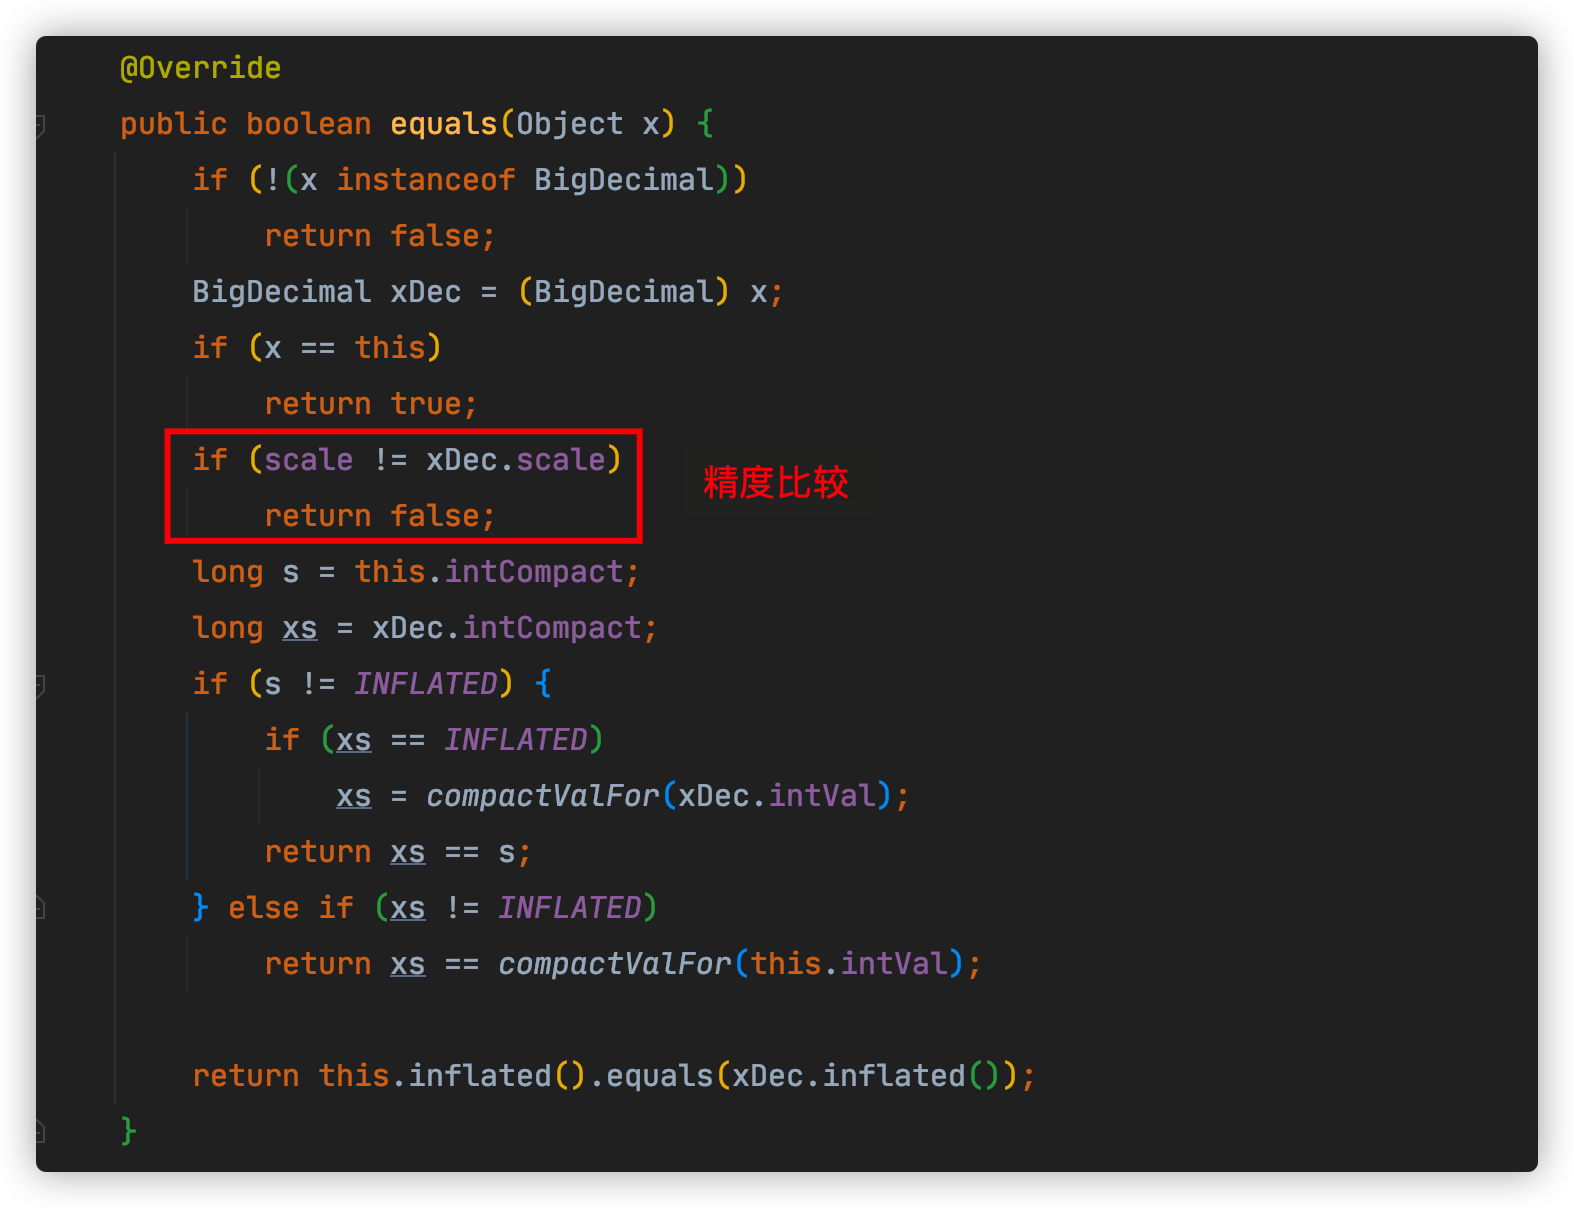 @Override
public boolean equals(Object x) {
    if (!(x instanceof BigDecimal))
        return false;
    BigDecimal xDec = (BigDecimal) x;
    if (x == this)
        return true;
    if (scale != xDec.scale)
精度比较
        return false;
    long s = this.intCompact;
    long xs = xDec.intCompact;
    if (s != INFLATED) {
        if (xs == INFLATED)
            xs = compactValFor(xDec.intVal);
        return xs == s;
    } else if (xs != INFLATED)
        return xs == compactValFor(this.intVal);
    return this.inflated().equals(xDec.inflated());
}